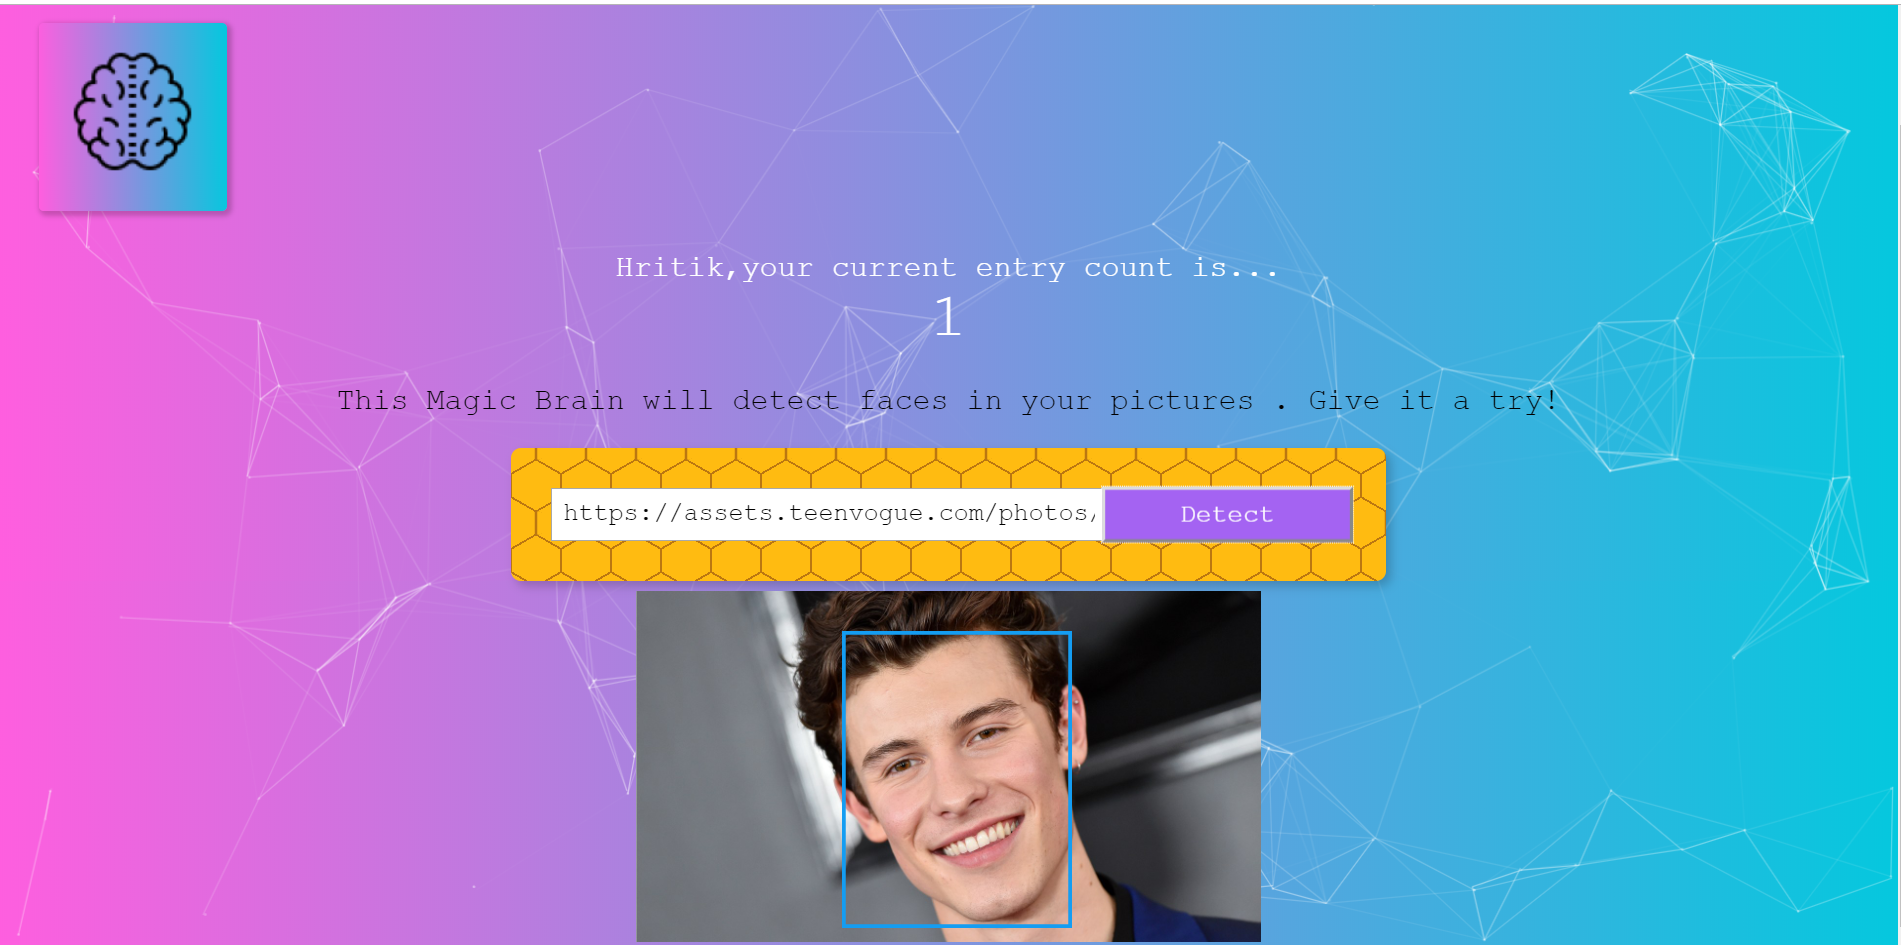 Hritik,your current entry count is...
1
This Magic Brain will detect faces in your pictures . Give it a try!
https://assets.teenvogue.com/photos/
Detect